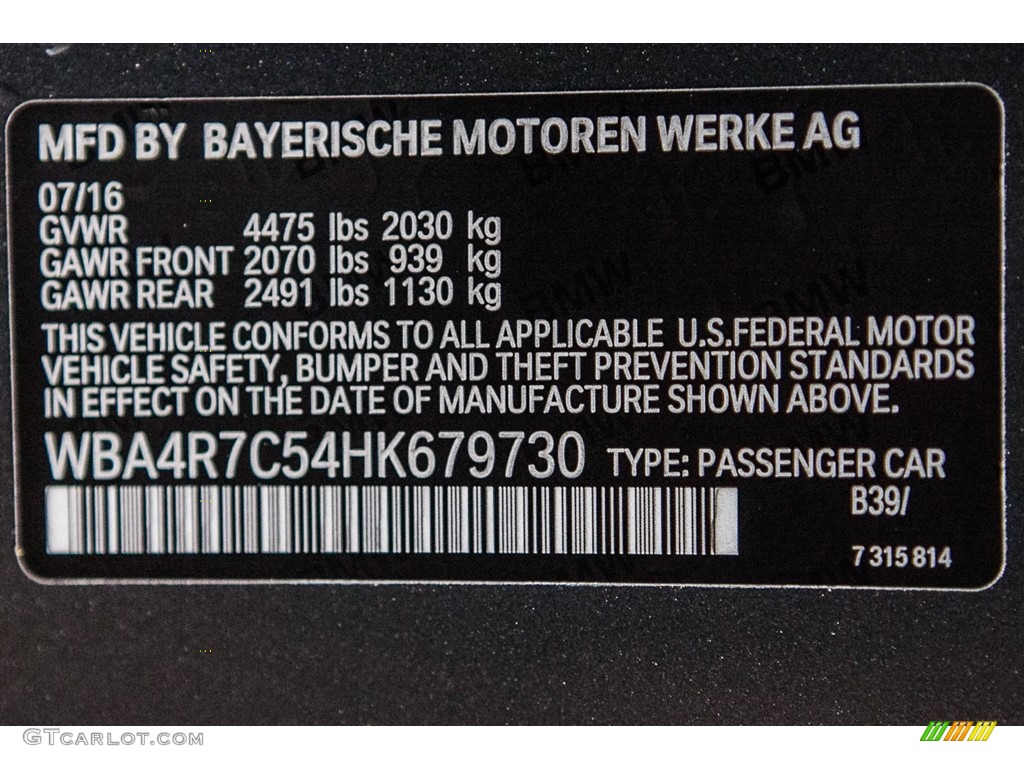 MFD BY BAYERISCHE MOTOREN WERKE AG
07/16
GVWR 4475 lbs 2030 kg
GAWR FRONT 2070 lbs 939 kg
GAWR REAR 2491 lbs 1130 kg
THIS VEHICLE CONFORMS TO ALL APPLICABLE U.S.FEDERAL MOTOR
VEHICLE SAFETY, BUMPER AND THEFT PREVENTION STANDARDS
IN EFFECT ON THE DATE OF MANUFACTURE SHOWN ABOVE.
WBA4R7C54HK679730 TYPE: PASSENGER CAR
B39/
7 315 814
GTcarlot.com